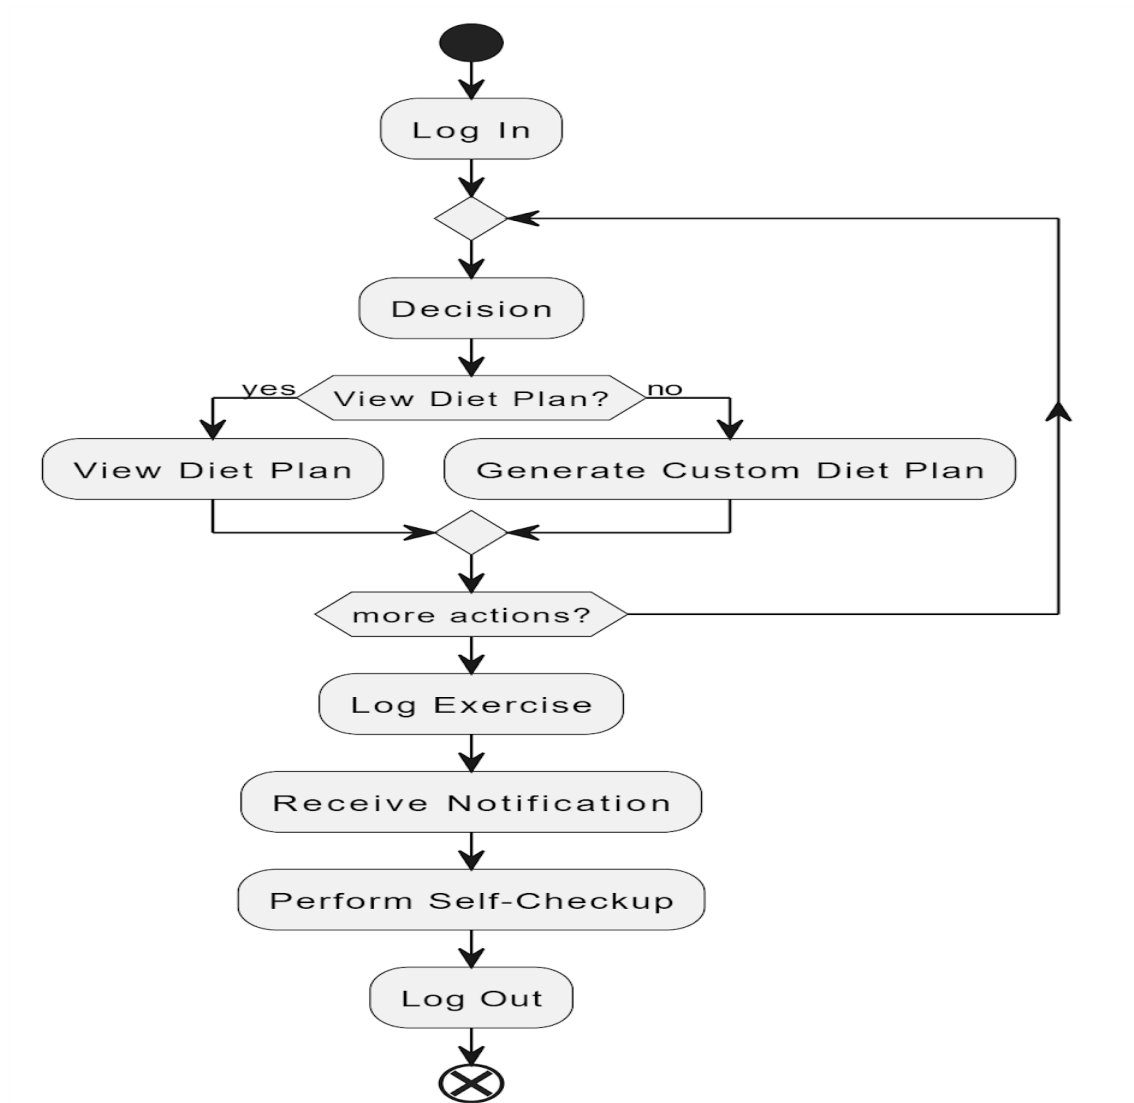 Log In
Decision
yes
View Diet Plan?
no
View Diet Plan
Generate Custom Diet Plan
more actions?
Log Exercise
Receive Notification
Perform Self-Checkup
Log Out